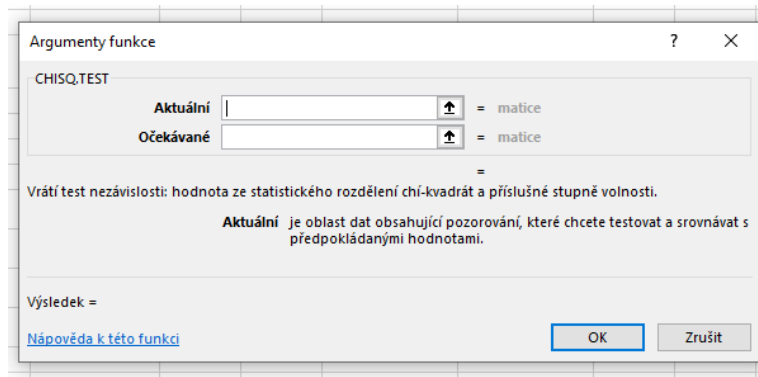 Argumenty funkce ? ×
CHISQ.TEST
Aktuální = matice
Očekávané = matice
=
Vrátí test nezávislosti: hodnota ze statistického rozdělení chí-kvadrát a příslušné stupně volnosti.
Aktuální je oblast dat obsahující pozorování, které chcete testovat a srovnávat s
předpokládanými hodnotami.
Výsledek =
Nápověda k této funkci OK Zrušit